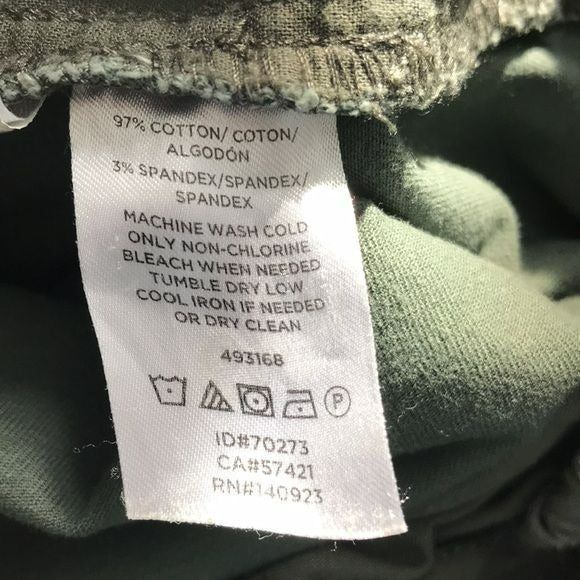 97% COTTON/ COTON/
ALGODÓN
3% SPANDEX/SPANDEX/
SPANDEX
MACHINE WASH COLD
ONLY NON-CHLORINE
BLEACH WHEN NEEDED
TUMBLE DRY LOW
COOL IRON IF NEEDED
OR DRY CLEAN
493168
P
ID#70273
CA#57421
RN#140923